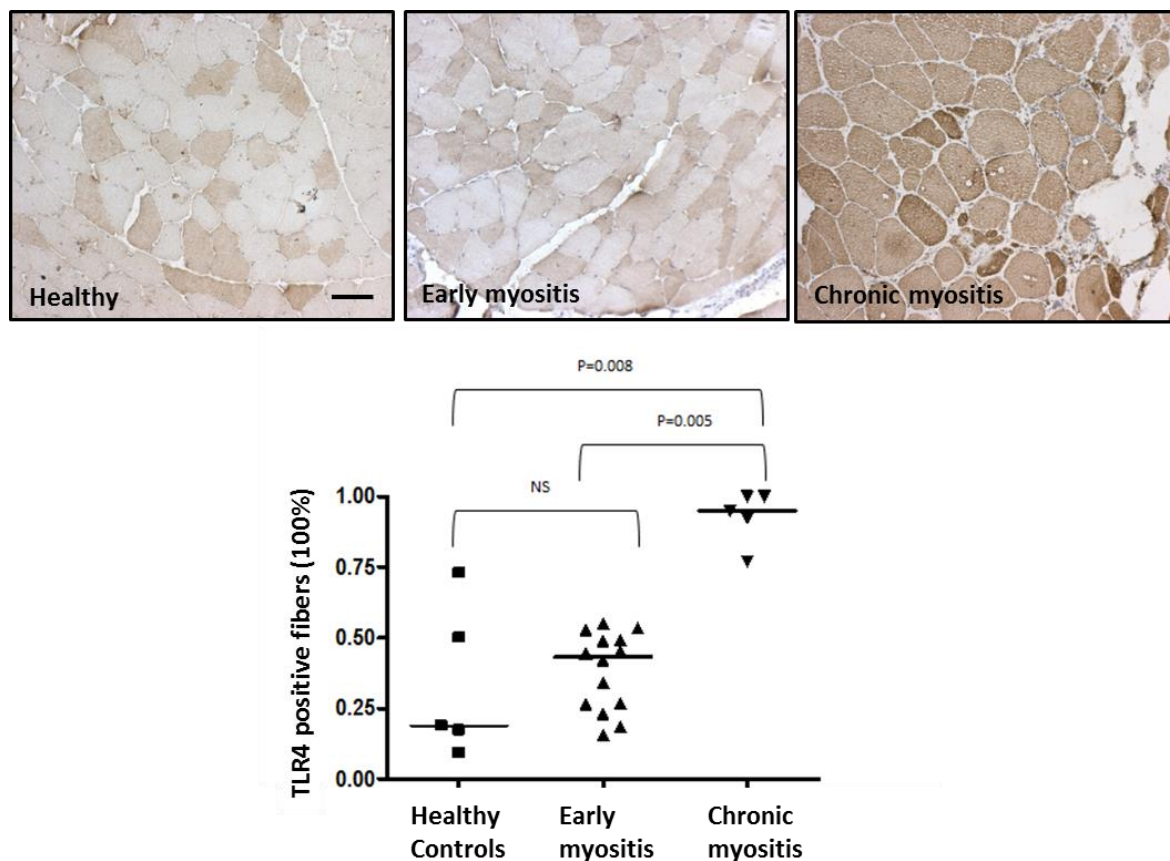 Healthy
Early myositis
Chronic myositis
P=0.008
P=0.005
NS
TLR4 positive fibers (100%)
1.00
0.75
0.50
0.25
0.00
Healthy
Controls
Early
myositis
Chronic
myositis